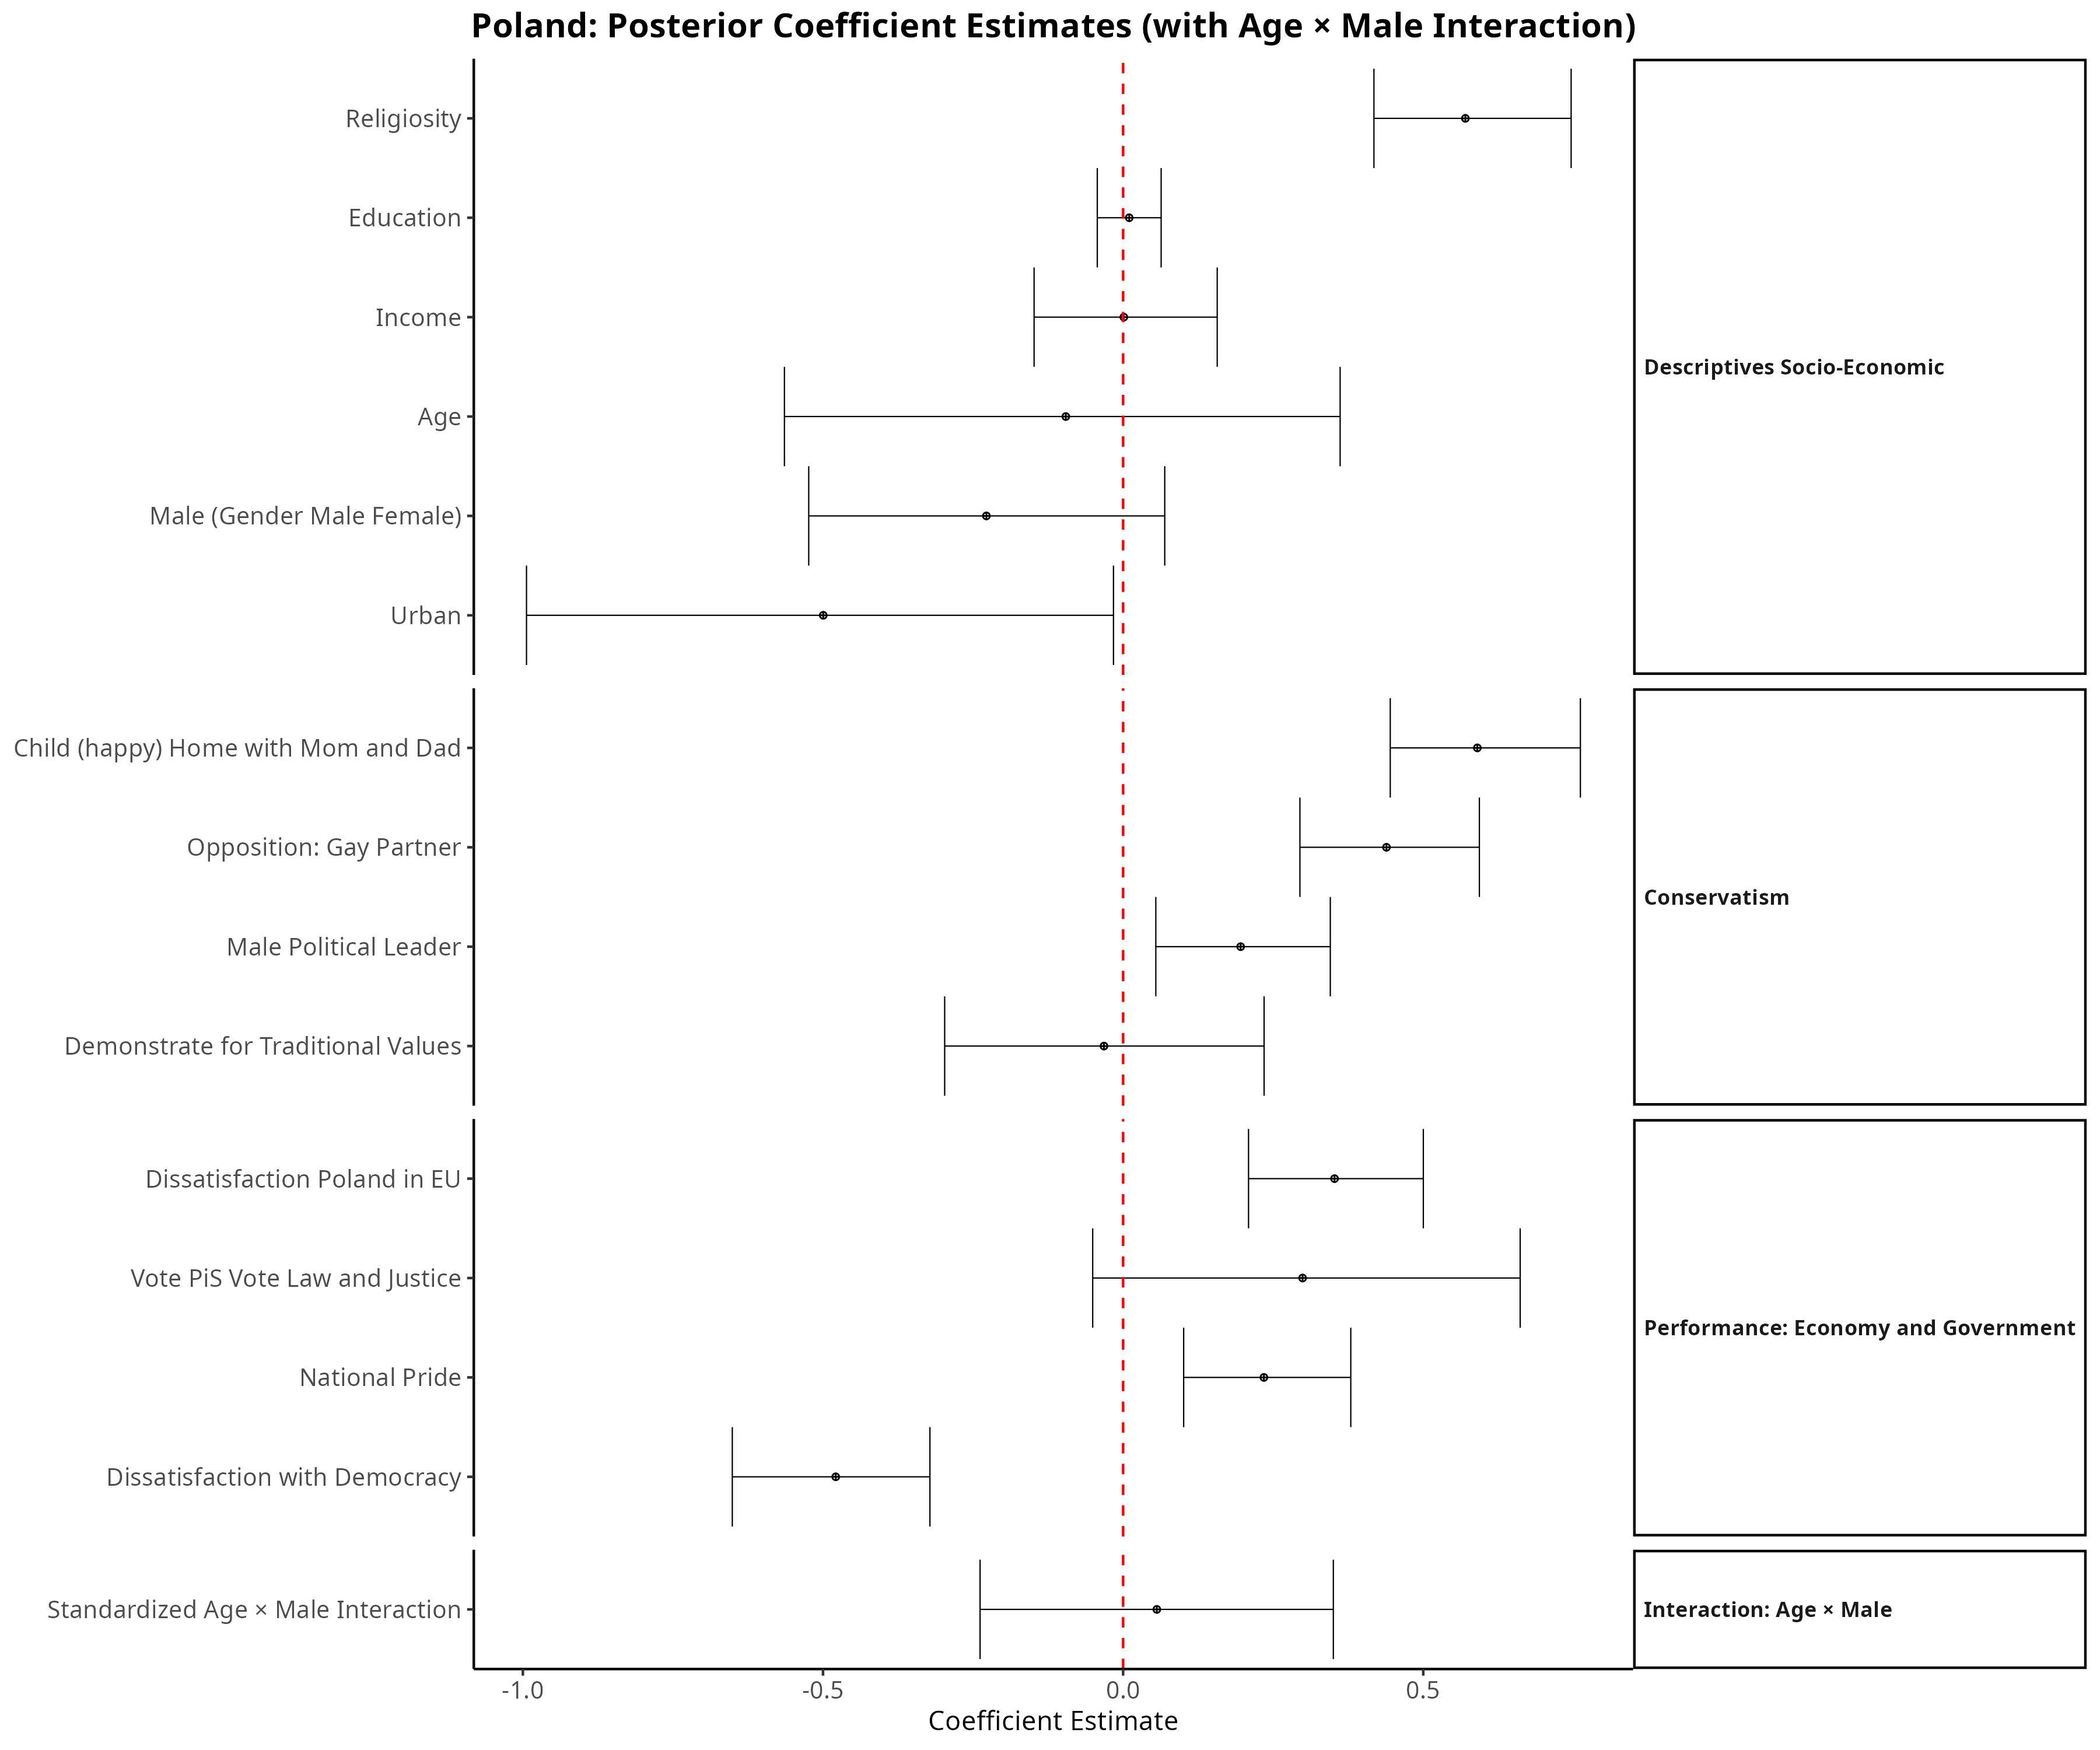 Poland: Posterior Coefficient Estimates (with Age × Male Interaction)
Religiosity
Education
Income
Age
Male (Gender Male Female)
Urban
Descriptives Socio-Economic
Child (happy) Home with Mom and Dad
Opposition: Gay Partner
Male Political Leader
Demonstrate for Traditional Values
Conservatism
Dissatisfaction Poland in EU
Vote PiS Vote Law and Justice
National Pride
Dissatisfaction with Democracy
Performance: Economy and Government
Standardized Age × Male Interaction
Interaction: Age × Male
-1.0 -0.5 0.0 0.5
Coefficient Estimate